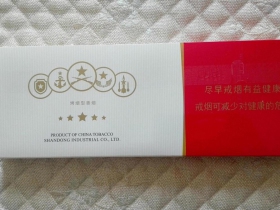 PRODUCT OF CHINA TOBACCO
SHANDONG INDUSTRIAL CO., LTD.
尽早戒烟有益健康
戒烟可减少对健康的